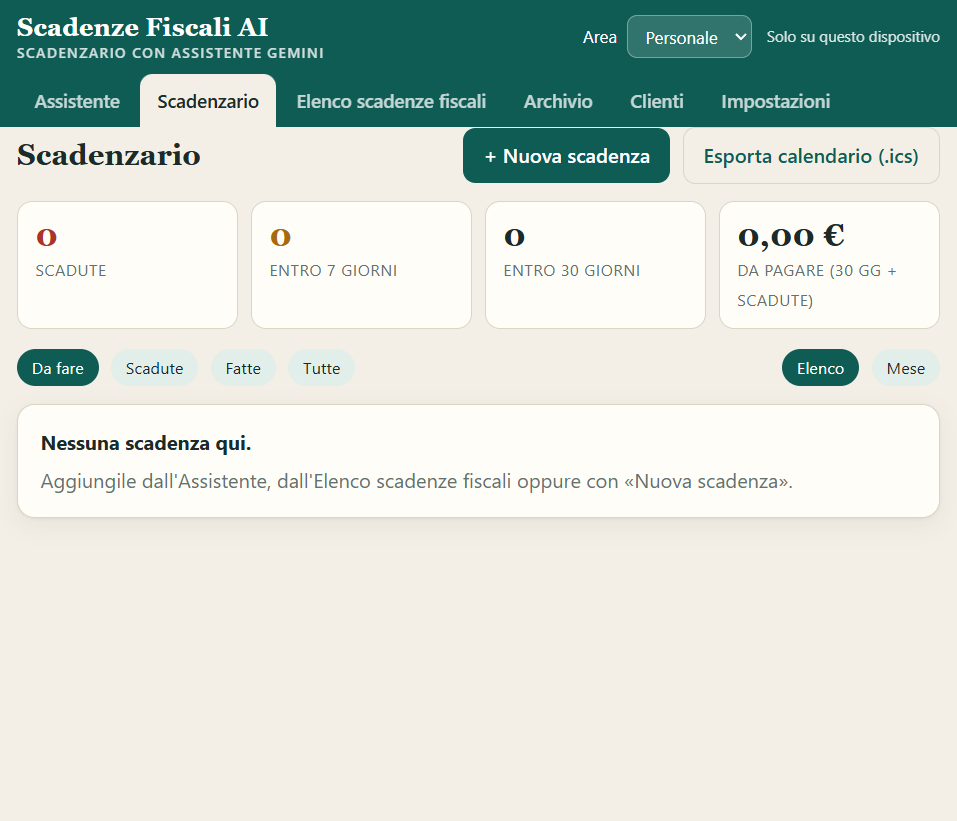 Scadenze Fiscali AI
SCADENZARIO CON ASSISTENTE GEMINI
Area
Personale
Solo su questo dispositivo
Assistente
Scadenzario
Elenco scadenze fiscali
Archivio
Clienti
Impostazioni
Scadenzario
+ Nuova scadenza
Esporta calendario (.ics)
0
SCADUTE
0
ENTRO 7 GIORNI
0
ENTRO 30 GIORNI
0,00 €
DA PAGARE (30 GG +
SCADUTE)
Da fare
Scadute
Fatte
Tutte
Elenco
Mese
Nessuna scadenza qui.
Aggiungile dall'Assistente, dall'Elenco scadenze fiscali oppure con «Nuova scadenza».